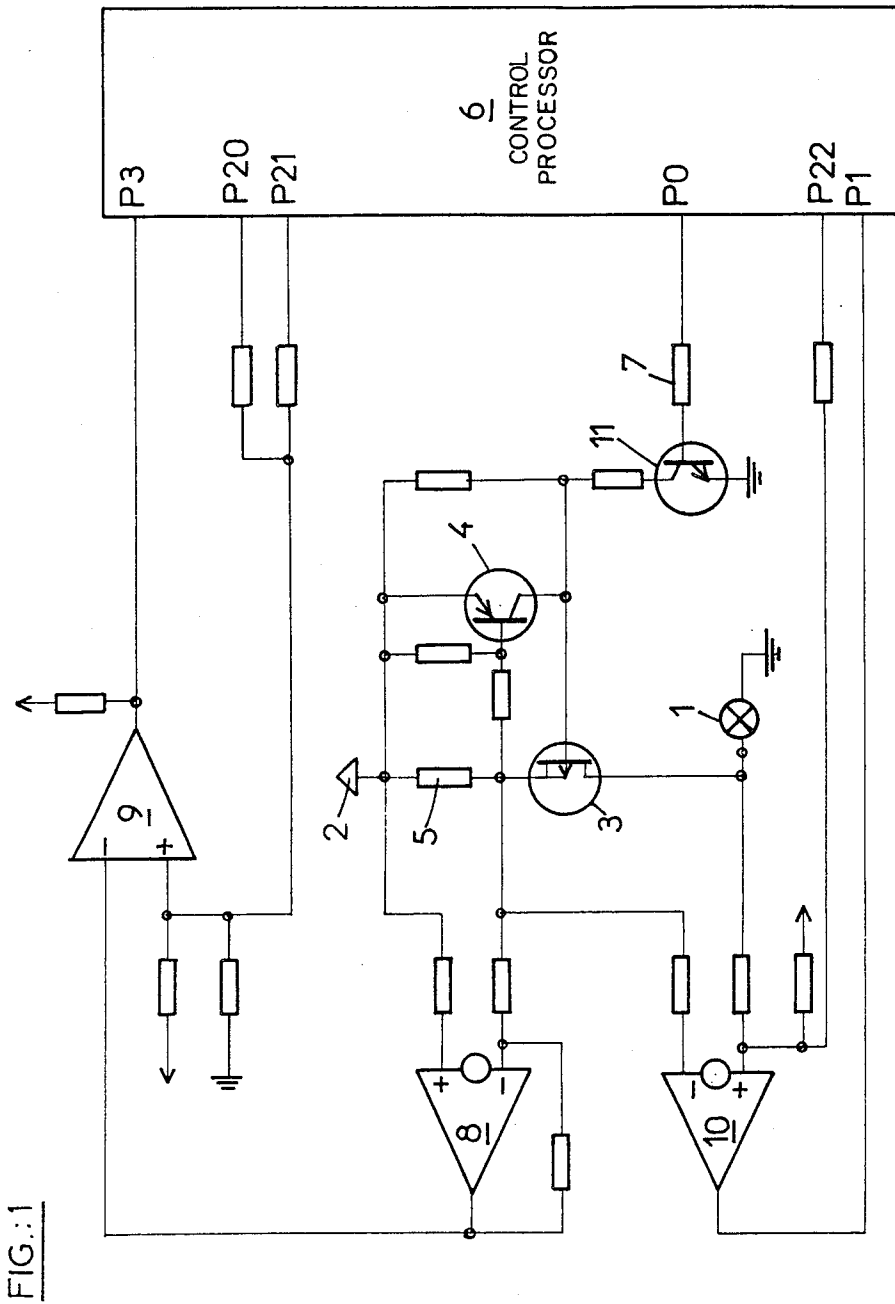 FIG.:1
6
CONTROL
PROCESSOR
P3
P20
P21
P0
P22
P1
9
-
+
2
5
4
11
7
3
1
8
+
-
10
-
+